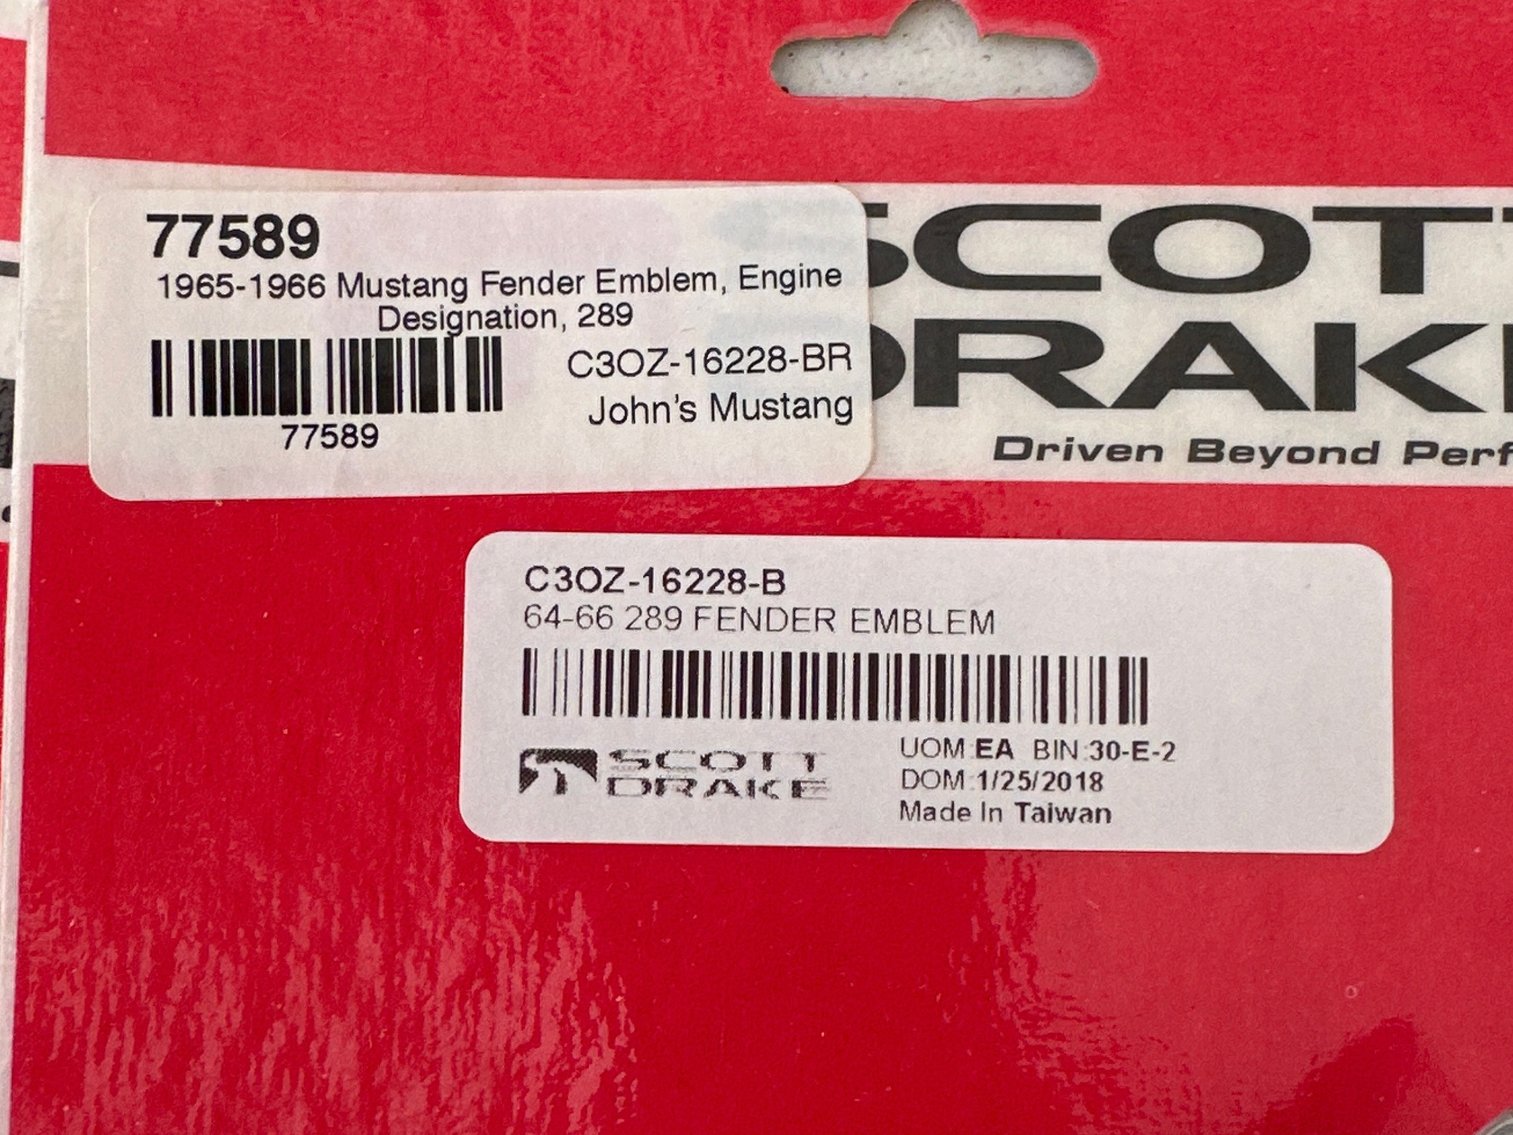 SCOTT
DRAKE
Driven Beyond Perf
77589
1965-1966 Mustang Fender Emblem, Engine
Designation, 289
C3OZ-16228-BR
John's Mustang
77589
C3OZ-16228-B
64-66 289 FENDER EMBLEM
SCOTT
DRAKE
UOM:EA BIN:30-E-2
DOM:1/25/2018
Made In Taiwan